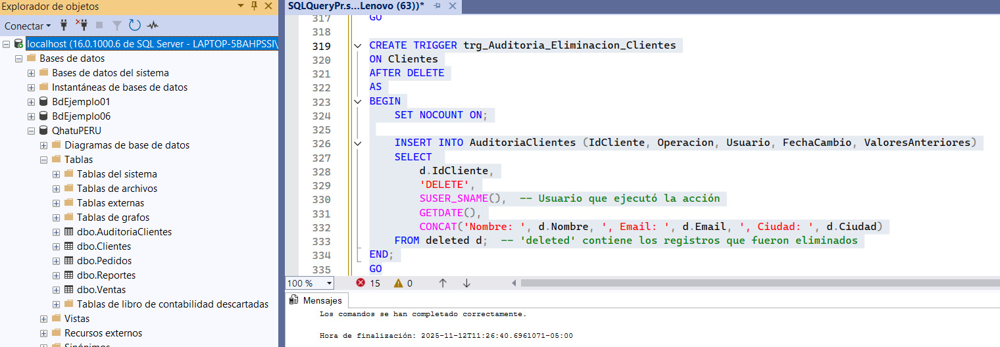 Explorador de objetos
Conectar
localhost (16.0.1000.6 de SQL Server - LAPTOP-5BAHPSSI\
Bases de datos
Bases de datos del sistema
Instantáneas de bases de datos
BdEjemplo01
BdEjemplo06
QhatuPERU
Diagramas de base de datos
Tablas
Tablas del sistema
Tablas de archivos
Tablas externas
Tablas de grafos
dbo.AuditoriaClientes
dbo.Clientes
dbo.Pedidos
dbo.Reportes
dbo.Ventas
Tablas de libro de contabilidad descartadas
Vistas
Recursos externos
Sinónimos
SQLQueryPr.s...Lenovo (63))*
317 GO
318
319 CREATE TRIGGER trg_Auditoria_Eliminacion_Clientes
320 ON Clientes
321 AFTER DELETE
322 AS
323 BEGIN
324 SET NOCOUNT ON;
325
326 INSERT INTO AuditoriaClientes (IdCliente, Operacion, Usuario, FechaCambio, ValoresAnteriores)
327 SELECT
328 d.IdCliente,
329 'DELETE',
330 SUSER_SNAME(), -- Usuario que ejecutó la acción
331 GETDATE(),
332 CONCAT('Nombre: ', d.Nombre, ', Email: ', d.Email, ', Ciudad: ', d.Ciudad)
333 FROM deleted d; -- 'deleted' contiene los registros que fueron eliminados
334 END;
335 GO
100 % 15 0
Mensajes
Los comandos se han completado correctamente.
Hora de finalización: 2025-11-12T11:26:40.6961071-05:00